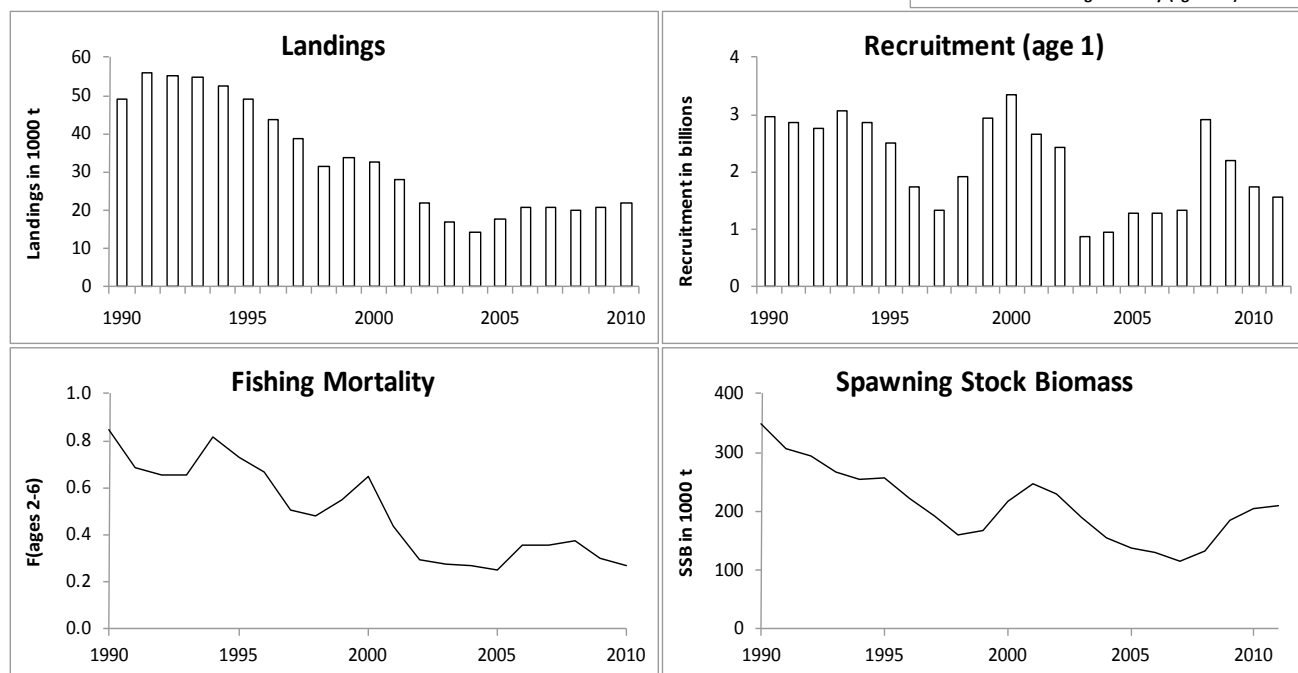 Landings
60
50
40
30
20
10
0
Landings in 1000 t
1990 1995 2000 2005 2010
Recruitment (age 1)
4
3
2
1
0
Recruitment in billions
1990 1995 2000 2005 2010
Fishing Mortality
1.0
0.8
0.6
0.4
0.2
0.0
F(ages 2-6)
1990 1995 2000 2005 2010
Spawning Stock Biomass
400
300
200
100
0
SSB in 1000 t
1990 1995 2000 2005 2010